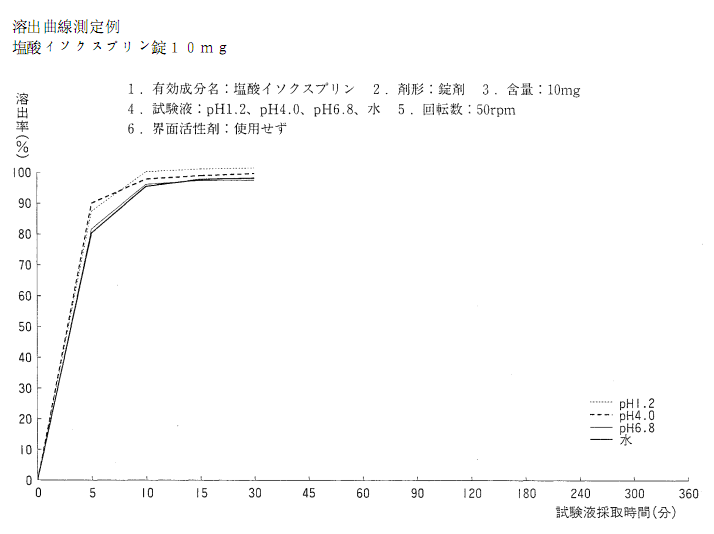 溶出曲線測定例
塩酸イソクスプリン錠10mg
1．有効成分名：塩酸イソクスプリン 2．剤形：錠剤 3．含量：10mg
4．試験液：pH1.2、pH4.0、pH6.8、水 5．回転数：50rpm
6．界面活性剤：使用せず
溶出率(%)
100
90
80
70
60
50
40
30
20
10
0
pH1.2
pH4.0
pH6.8
水
0 5 10 15 30 45 60 90 120 180 240 300 360
試験液採取時間(分)